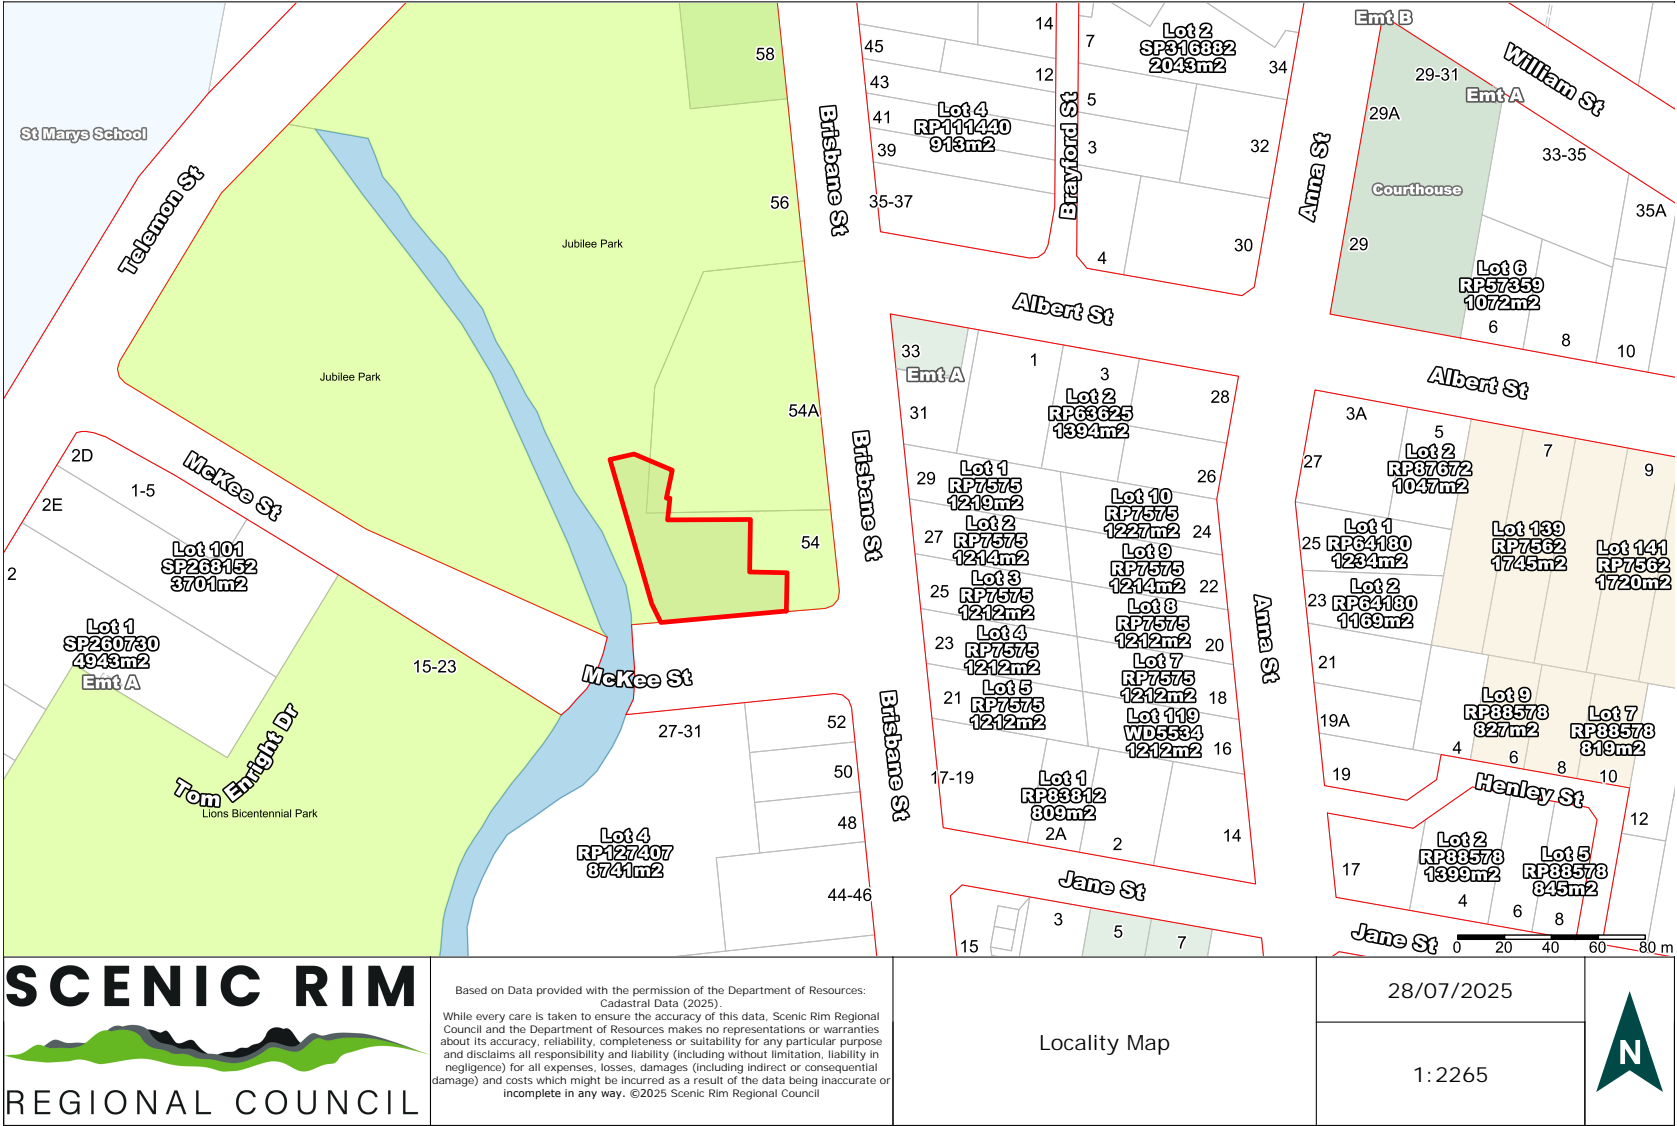 Emt B
14
Lot 2
SP316882
2043m2
45
7
58
34
29-31
William St
43
12
Emt A
5
Lot 4
RP111440
913m2
41
29A
St Marys School
Brisbane St
Brayford St
39
3
32
33-35
Anna St
Courthouse
Telemon St
56
35-37
35A
Jubilee Park
30
29
4
Lot 6
RP57359
1072m2
Albert St
6
8
10
33
1
Emt A
3
Jubilee Park
Albert St
28
Lot 2
RP63625
1394m2
54A
31
3A
5
7
9
2D
McKee St
Brisbane St
Lot 2
RP87672
1047m2
27
29
Lot 1
RP7575
1219m2
26
1-5
2E
Lot 10
RP7575
1227m2
24
Lot 2
RP7575
1214m2
27
54
Lot 1
RP64180
1234m2
25
Lot 139
RP7562
1745m2
Lot 141
RP7562
1720m2
Lot 101
SP268152
3701m2
2
Lot 9
RP7575
1214m2
22
Lot 3
RP7575
1212m2
25
Lot 2
RP64180
1169m2
23
Lot 8
RP7575
1212m2
20
Anna St
Lot 1
SP260730
4943m2
Emt A
Lot 4
RP7575
1212m2
23
15-23
McKee St
21
Lot 7
RP7575
1212m2
18
Lot 5
RP7575
1212m2
21
Lot 9
RP88578
827m2
Lot 7
RP88578
819m2
Lot 119
WD5534
1212m2
16
19A
27-31
52
Brisbane St
Tom Enright Dr
4
6
8
10
50
17-19
19
Lot 1
RP83812
809m2
Henley St
Lions Bicentennial Park
48
2A
2
14
12
Lot 4
RP127407
8741m2
Lot 2
RP88578
1399m2
Lot 5
RP88578
845m2
17
Jane St
44-46
4
6
8
3
5
7
15
Jane St
0 20 40 60 80 m
SCENIC RIM
REGIONAL COUNCIL
Based on Data provided with the permission of the Department of Resources:
Cadastral Data (2025).
While every care is taken to ensure the accuracy of this data, Scenic Rim Regional
Council and the Department of Resources makes no representations or warranties
about its accuracy, reliability, completeness or suitability for any particular purpose
and disclaims all responsibility and liability (including without limitation, liability in
negligence) for all expenses, losses, damages (including indirect or consequential
damage) and costs which might be incurred as a result of the data being inaccurate or
incomplete in any way. ©2025 Scenic Rim Regional Council
Locality Map
28/07/2025
1:2265
N